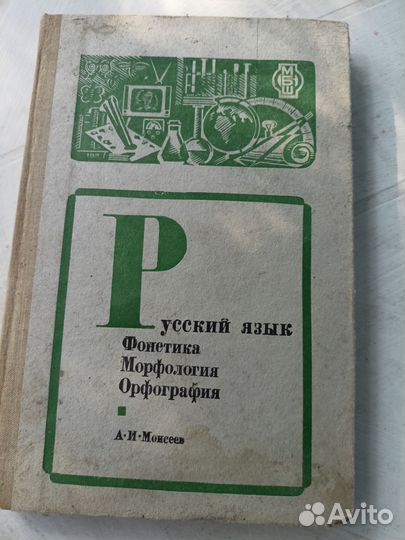 МБШ
Русский язык
Фонетика
Морфология
Орфография
А·И·Моисеев
Avito